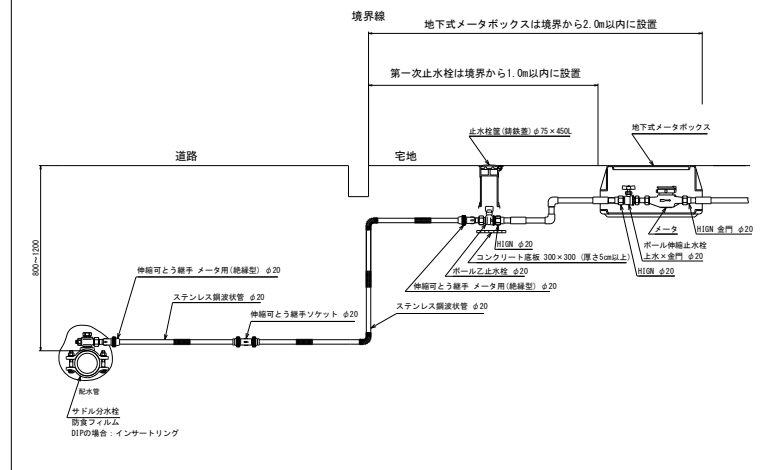 境界線
地下式メータボックスは境界から2.0m以内に設置
第一次止水栓は境界から1.0m以内に設置
止水栓筐(鋳鉄蓋)φ75×450L
地下式メータボックス
道路
宅地
800~1200
HIGN φ20
コンクリート底板 300×300 (厚さ5cm以上)
ボール乙止水栓 φ20
伸縮可とう継手 メータ用(絶縁型) φ20
メータ
HIGN 金門 φ20
ボール伸縮止水栓
上水×金門 φ20
HIGN φ20
伸縮可とう継手 メータ用(絶縁型) φ20
ステンレス鋼波状管 φ20
伸縮可とう継手ソケット φ20
ステンレス鋼波状管 φ20
配水管
サドル分水栓
防食フィルム
DIPの場合：インサートリング